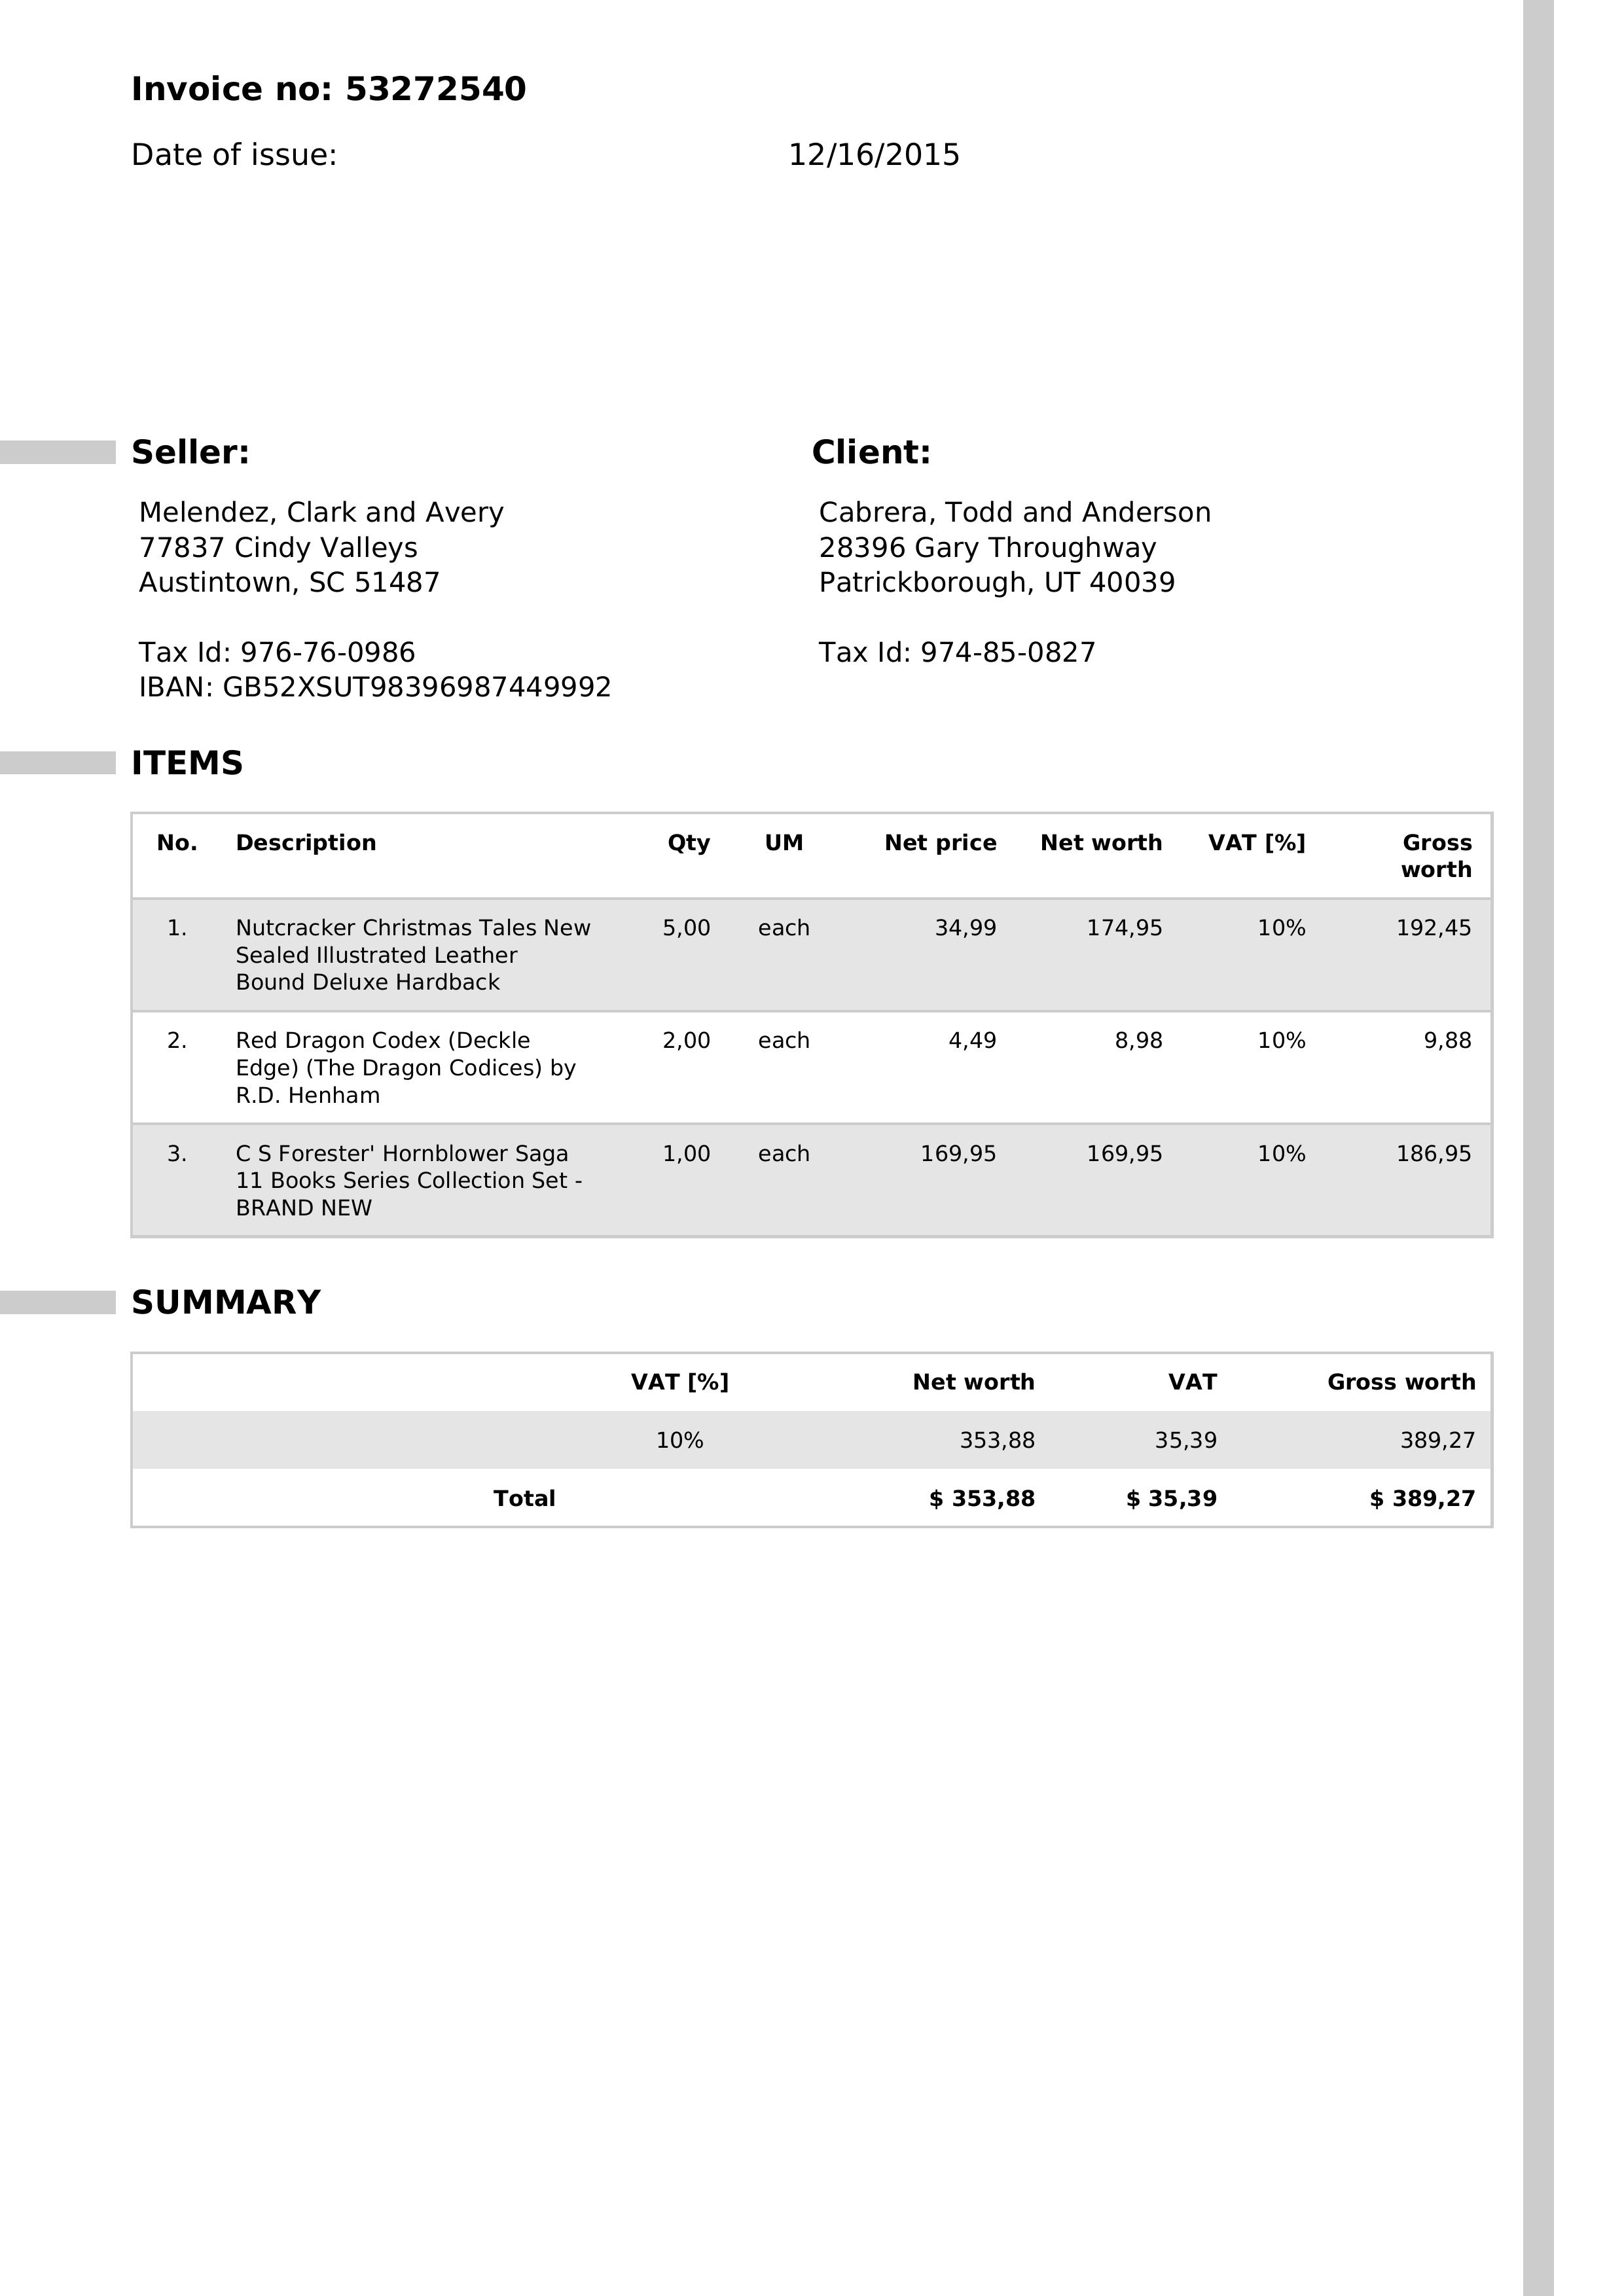 Invoice no: 53272540
Date of issue: 12/16/2015
Seller:
Melendez, Clark and Avery
77837 Cindy Valleys
Austintown, SC 51487
Tax Id: 976-76-0986
IBAN: GB52XSUT98396987449992
Client:
Cabrera, Todd and Anderson
28396 Gary Throughway
Patrickborough, UT 40039
Tax Id: 974-85-0827
ITEMS
No. Description Qty UM Net price Net worth VAT [%] Gross
worth
1. Nutcracker Christmas Tales New 5,00 each 34,99 174,95 10% 192,45
Sealed Illustrated Leather
Bound Deluxe Hardback
2. Red Dragon Codex (Deckle 2,00 each 4,49 8,98 10% 9,88
Edge) (The Dragon Codices) by
R.D. Henham
3. C S Forester' Hornblower Saga 1,00 each 169,95 169,95 10% 186,95
11 Books Series Collection Set -
BRAND NEW
SUMMARY
VAT [%] Net worth VAT Gross worth
10% 353,88 35,39 389,27
Total $ 353,88 $ 35,39 $ 389,27